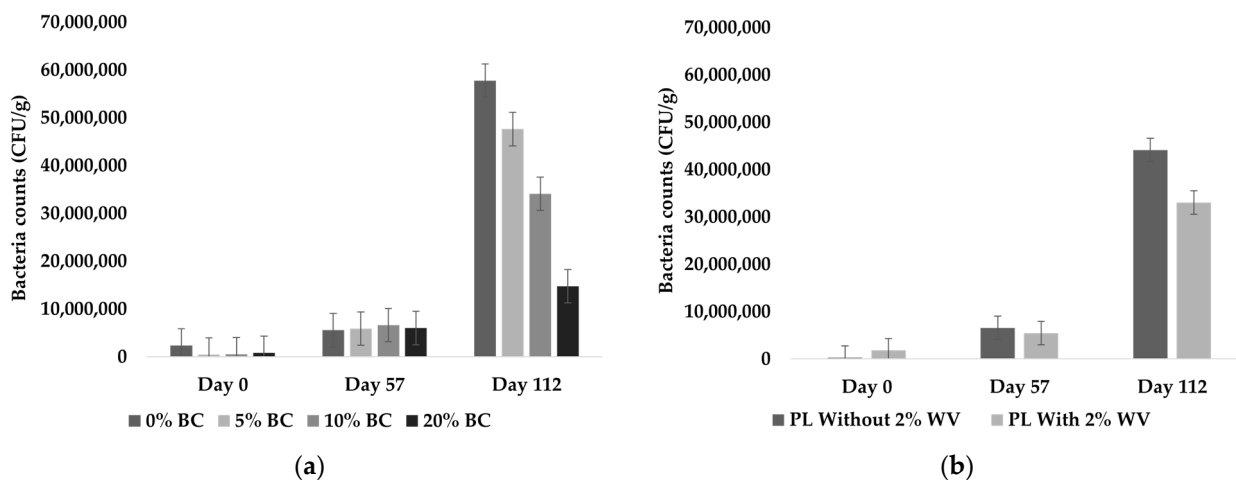 Bacteria counts (CFU/g)
70,000,000
60,000,000
50,000,000
40,000,000
30,000,000
20,000,000
10,000,000
0
Day 0 Day 57 Day 112
0% BC 5% BC 10% BC 20% BC
(a)
Bacteria counts (CFU/g)
70,000,000
60,000,000
50,000,000
40,000,000
30,000,000
20,000,000
10,000,000
0
Day 0 Day 57 Day 112
PL Without 2% WV PL With 2% WV
(b)